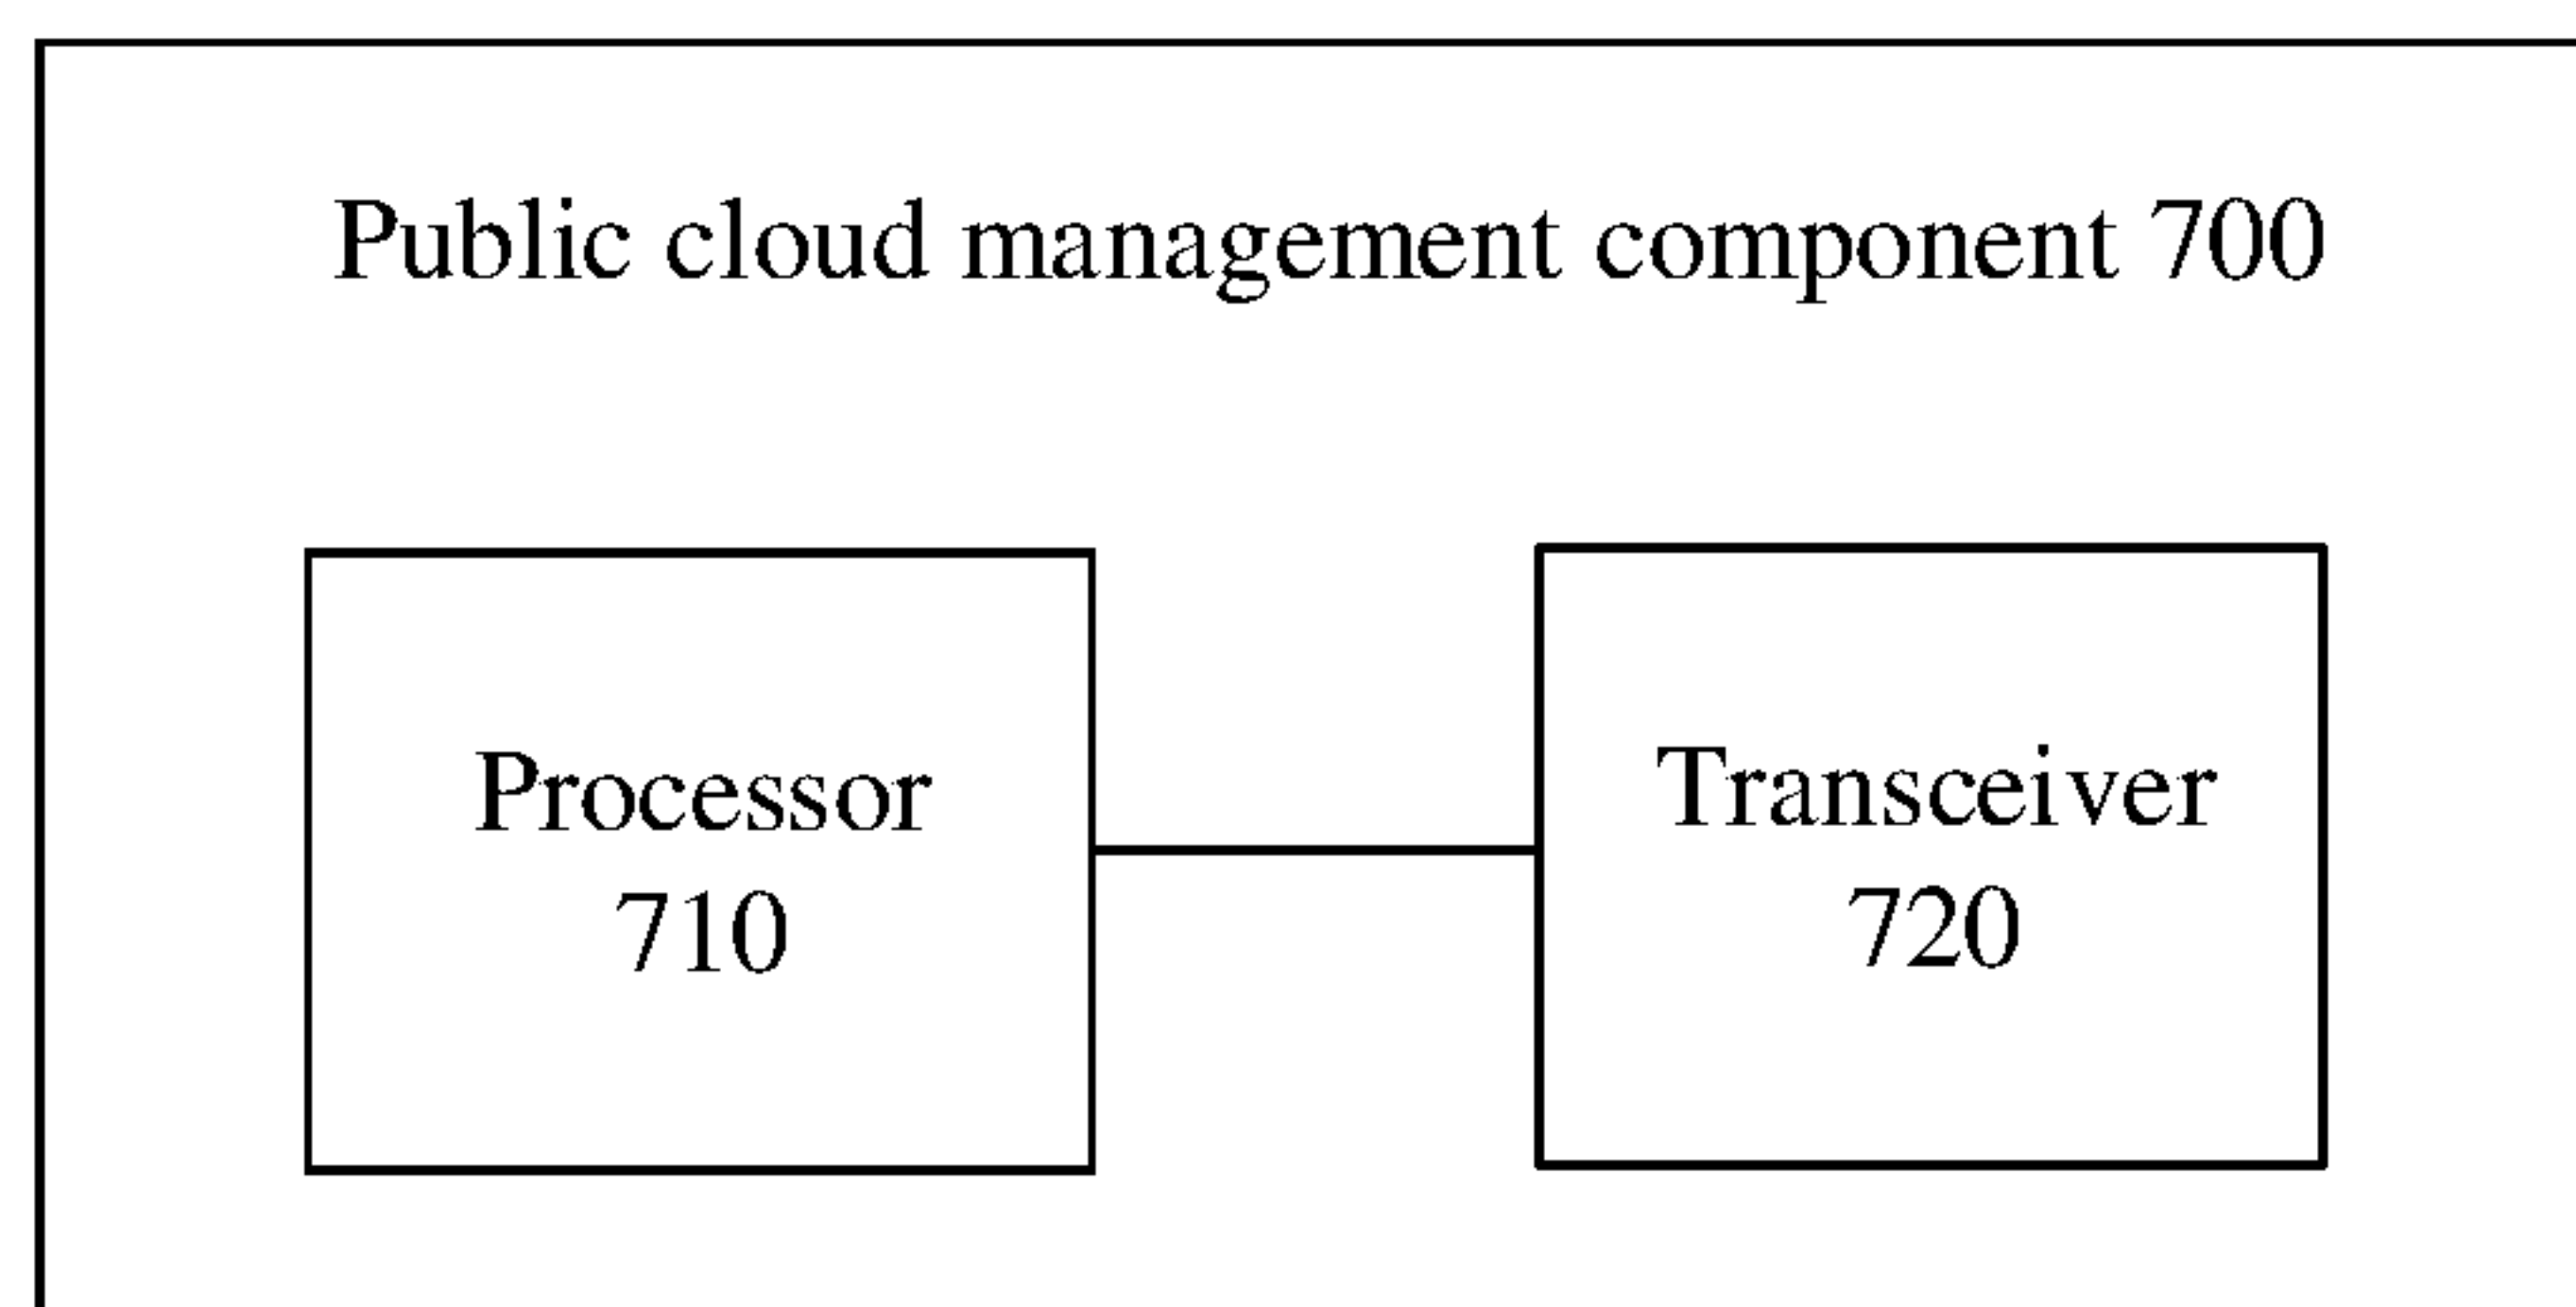 Public cloud management component 700
Processor
710
Transceiver
720